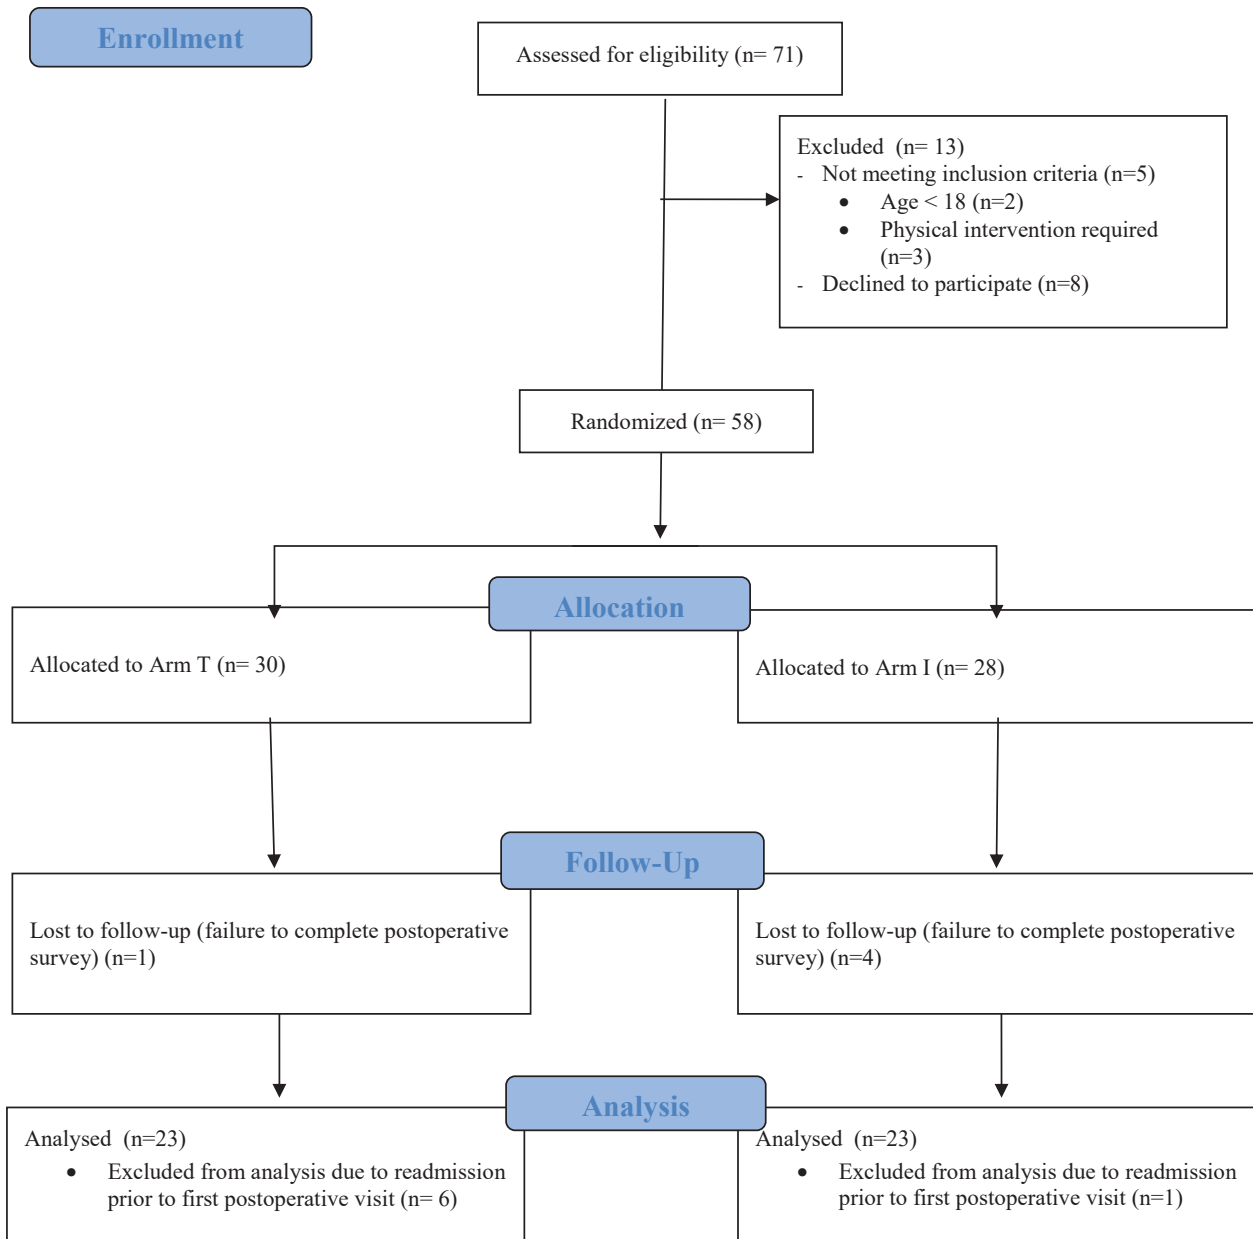 Enrollment
Assessed for eligibility (n= 71)
Excluded (n= 13)
- Not meeting inclusion criteria (n=5)
• Age < 18 (n=2)
• Physical intervention required
(n=3)
- Declined to participate (n=8)
Randomized (n= 58)
Allocation
Allocated to Arm T (n= 30)
Allocated to Arm I (n= 28)
Follow-Up
Lost to follow-up (failure to complete postoperative
survey) (n=1)
Lost to follow-up (failure to complete postoperative
survey) (n=4)
Analysis
Analysed (n=23)
• Excluded from analysis due to readmission
prior to first postoperative visit (n= 6)
Analysed (n=23)
• Excluded from analysis due to readmission
prior to first postoperative visit (n=1)